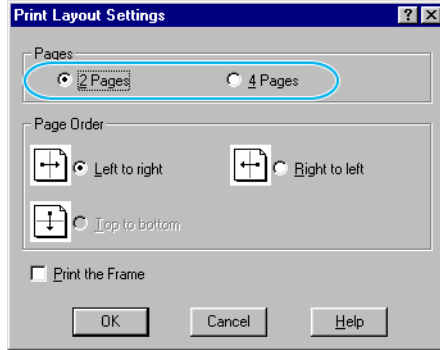 Print Layout Settings
Pages
2 Pages 4 Pages
Page Order
Left to right Right to left
Top to bottom
Print the Frame
OK Cancel Help